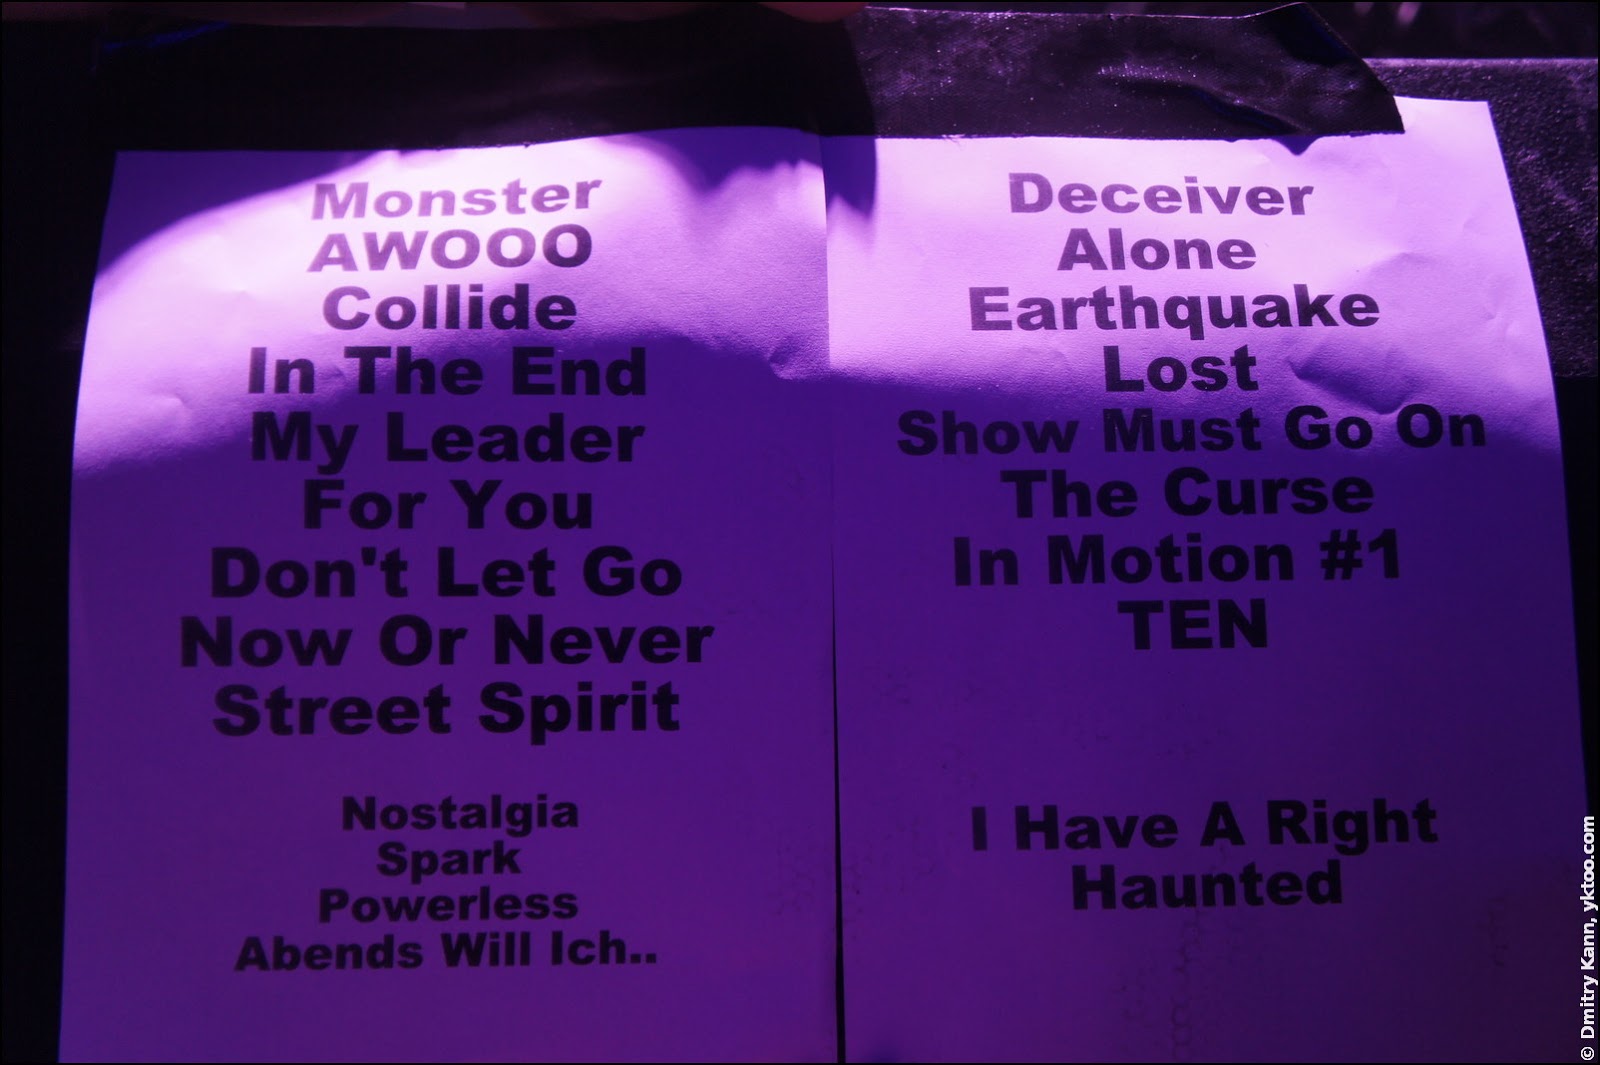 Monster
AWOOO
Collide
In The End
My Leader
For You
Don't Let Go
Now Or Never
Street Spirit
Nostalgia
Spark
Powerless
Abends Will Ich..
Deceiver
Alone
Earthquake
Lost
Show Must Go On
The Curse
In Motion #1
TEN
I Have A Right
Haunted
© Dmitry Kann, yktoo.com